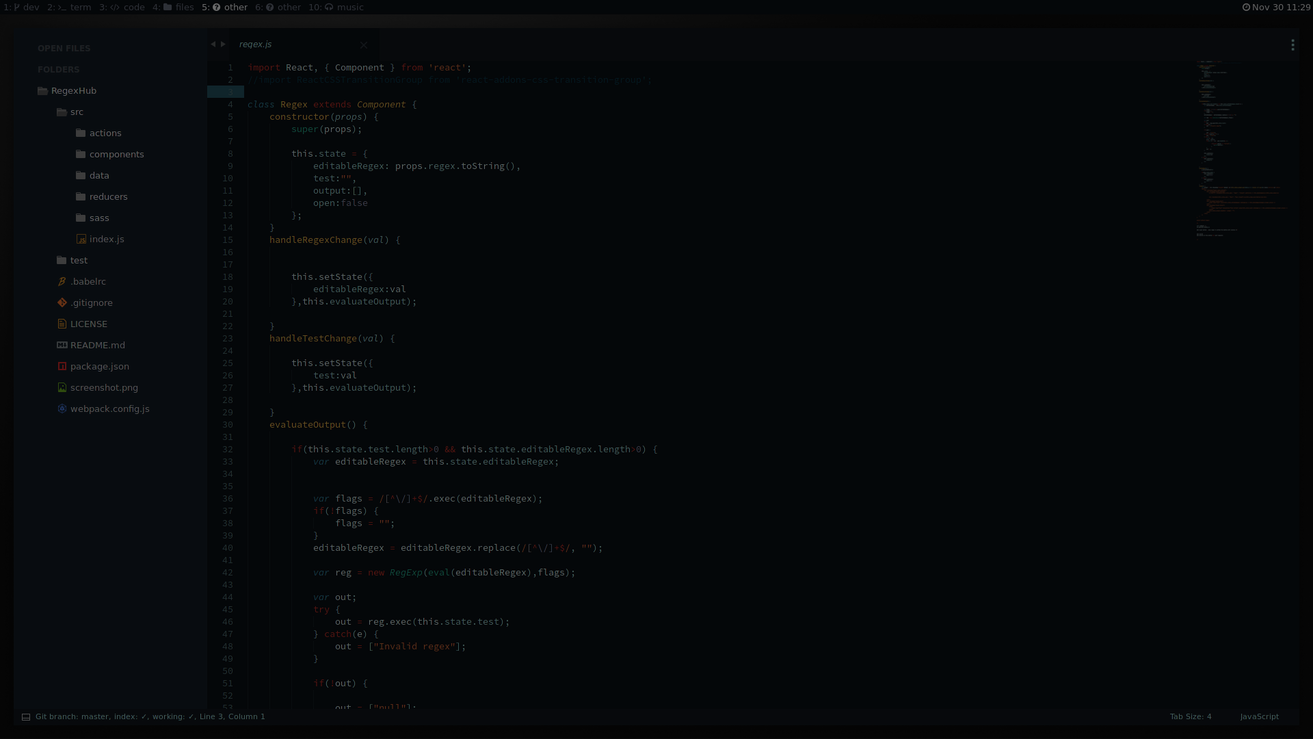 1: dev 2: term 3: code 4: files 5: other 6: other 10: music
Nov 30 11:29
OPEN FILES
FOLDERS
RegexHub
src
actions
components
data
reducers
sass
index.js
test
.babelrc
.gitignore
LICENSE
README.md
package.json
screenshot.png
webpack.config.js
regex.js
1 import React, { Component } from 'react';
2 //import ReactCSSTransitionGroup from 'react-addons-css-transition-group';
3
4 class Regex extends Component {
5 constructor(props) {
6 super(props);
7
8 this.state = {
9 editableRegex: props.regex.toString(),
10 test:"",
11 output:[],
12 open:false
13 };
14 }
15 handleRegexChange(val) {
16
17
18 this.setState({
19 editableRegex:val
20 },this.evaluateOutput);
21
22 }
23 handleTestChange(val) {
24
25 this.setState({
26 test:val
27 },this.evaluateOutput);
28
29 }
30 evaluateOutput() {
31
32 if(this.state.test.length>0 && this.state.editableRegex.length>0) {
33 var editableRegex = this.state.editableRegex;
34
35
36 var flags = /[^\/]+$/.exec(editableRegex);
37 if(!flags) {
38 flags = "";
39 }
40 editableRegex = editableRegex.replace(/[^\/]+$/, "");
41
42 var reg = new RegExp(eval(editableRegex),flags);
43
44 var out;
45 try {
46 out = reg.exec(this.state.test);
47 } catch(e) {
48 out = ["Invalid regex"];
49 }
50
51 if(!out) {
52
53 out = ["null"];
Git branch: master, index: ✓, working: ✓, Line 3, Column 1
Tab Size: 4
JavaScript